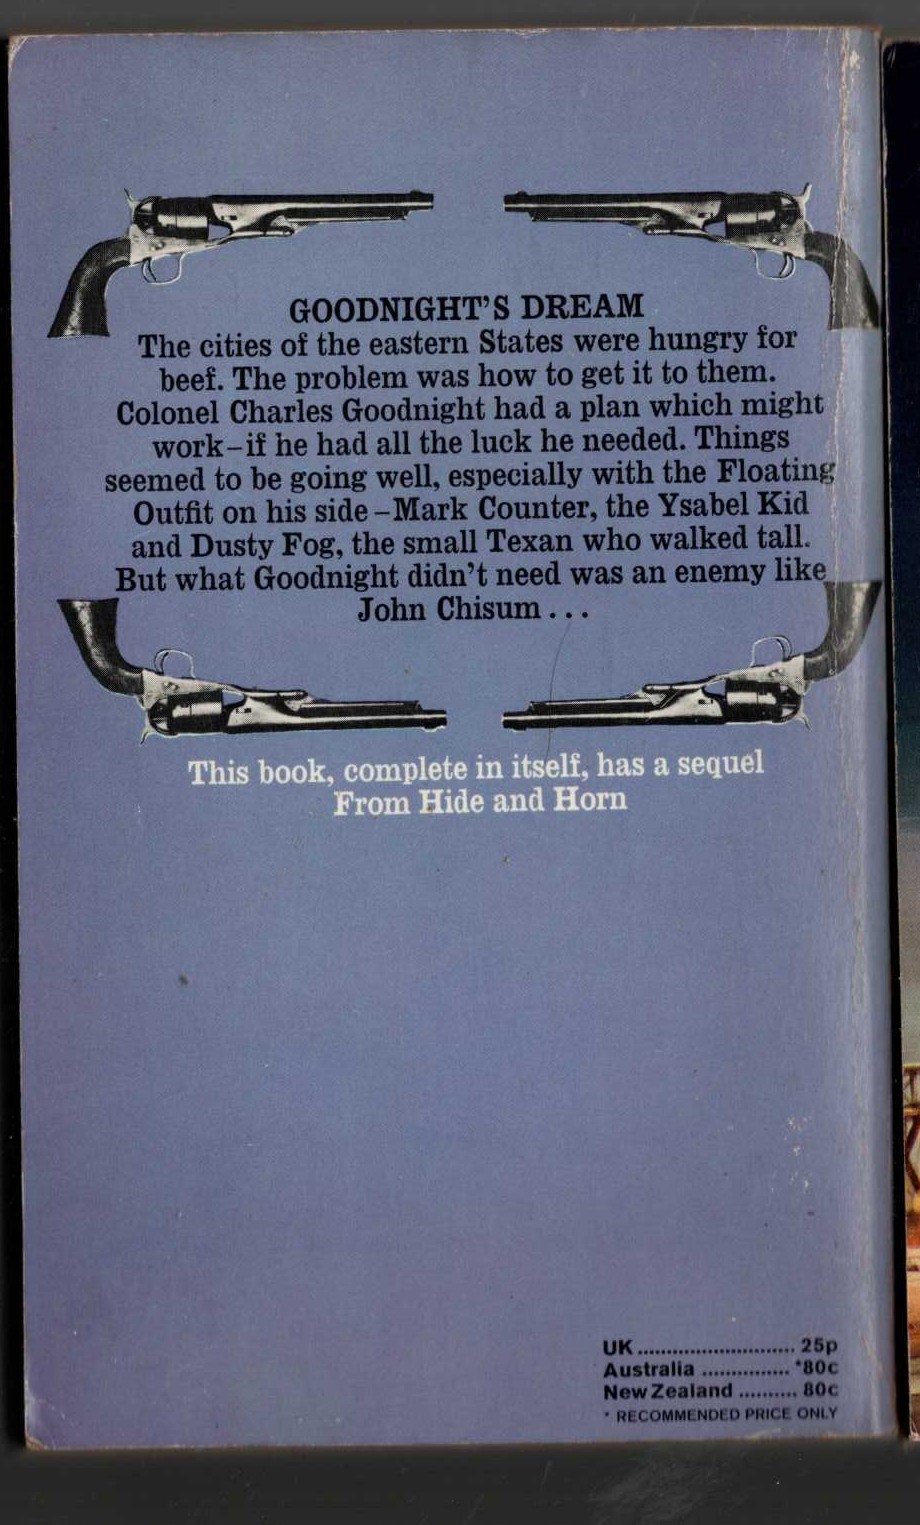 GOODNIGHT'S DREAM
The cities of the eastern States were hungry for
beef. The problem was how to get it to them.
Colonel Charles Goodnight had a plan which might
work–if he had all the luck he needed. Things
seemed to be going well, especially with the Floating
Outfit on his side –Mark Counter, the Ysabel Kid
and Dusty Fog, the small Texan who walked tall.
But what Goodnight didn't need was an enemy like
John Chisum . . .
This book, complete in itself, has a sequel
From Hide and Horn
UK ........................... 25p
Australia ............... *80c
New Zealand .......... 80c
* RECOMMENDED PRICE ONLY